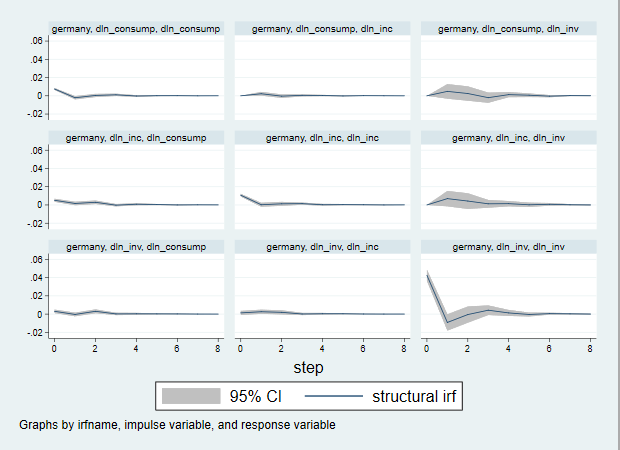 germany, dln_consump, dln_consump germany, dln_consump, dln_inc germany, dln_consump, dln_inv
.06
.04
.02
0
-.02
germany, dln_inc, dln_consump germany, dln_inc, dln_inc germany, dln_inc, dln_inv
.06
.04
.02
0
-.02
germany, dln_inv, dln_consump germany, dln_inv, dln_inc germany, dln_inv, dln_inv
.06
.04
.02
0
-.02
0 2 4 6 8 0 2 4 6 8 0 2 4 6 8
step
95% CI structural irf
Graphs by irfname, impulse variable, and response variable